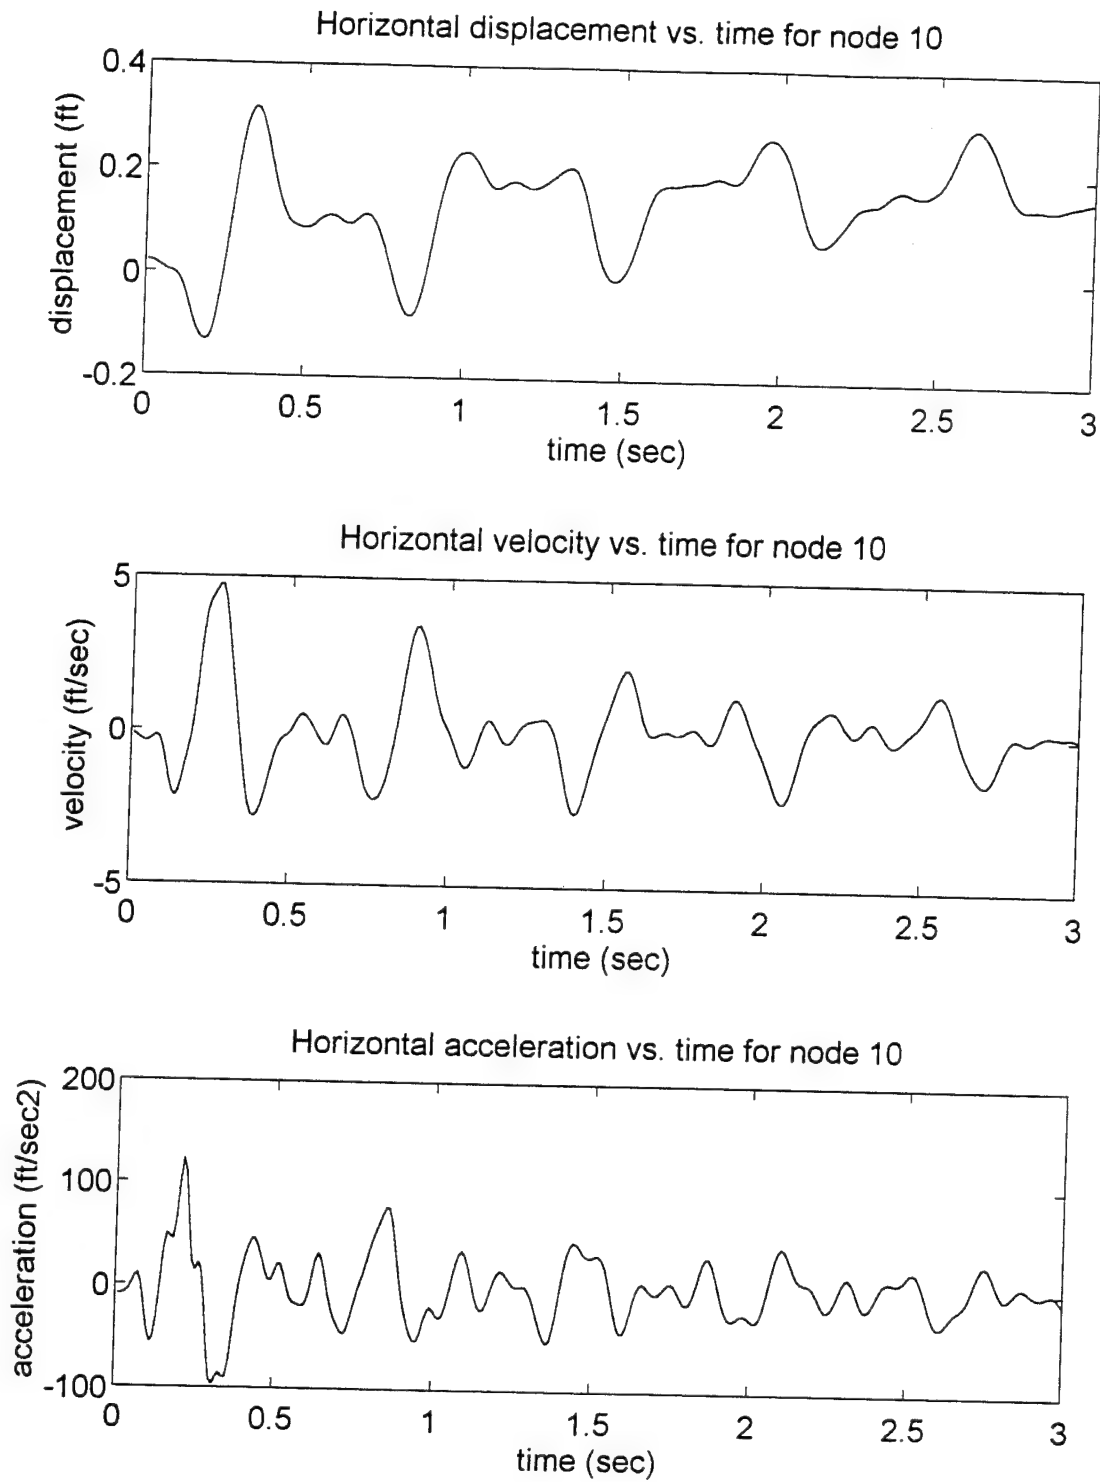 Horizontal displacement vs. time for node 10
displacement (ft)
0.4
0.2
0
-0.2
0 0.5 1 1.5 2 2.5 3
time (sec)
Horizontal velocity vs. time for node 10
velocity (ft/sec)
5
0
-5
0 0.5 1 1.5 2 2.5 3
time (sec)
Horizontal acceleration vs. time for node 10
acceleration (ft/sec2)
200
100
0
-100
0 0.5 1 1.5 2 2.5 3
time (sec)